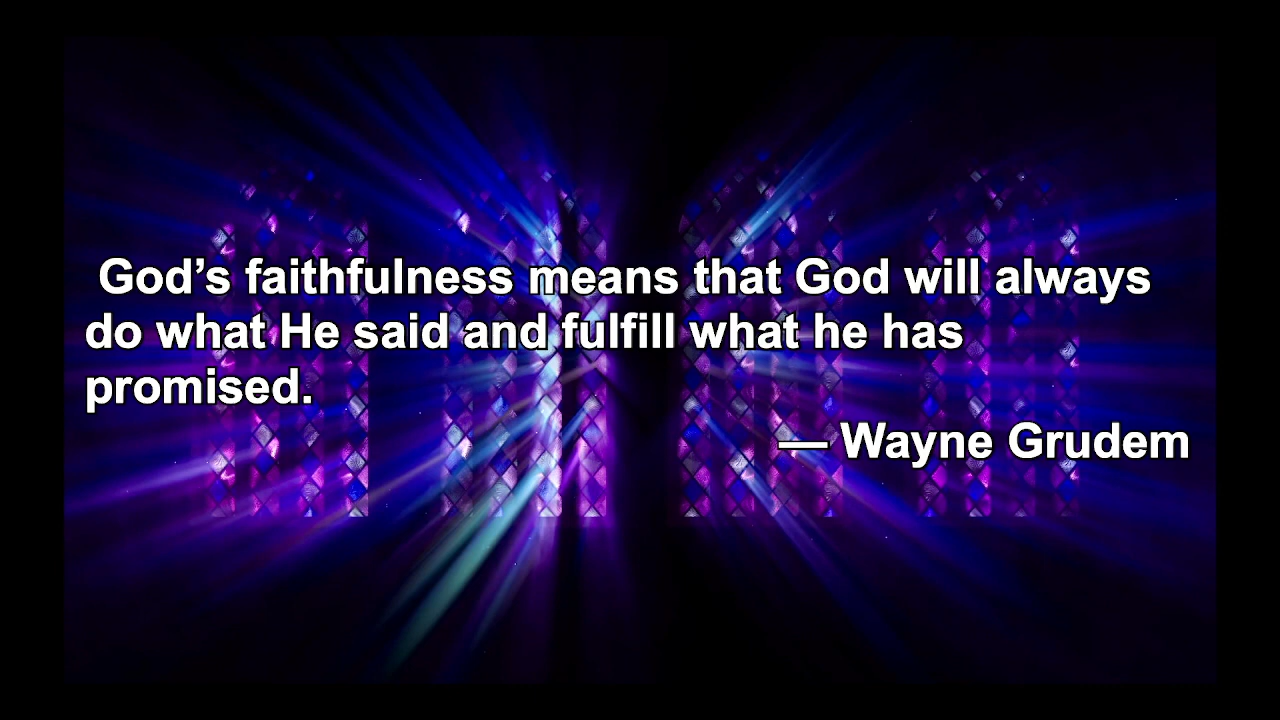 God’s faithfulness means that God will always
do what He said and fulfill what he has
promised.
— Wayne Grudem